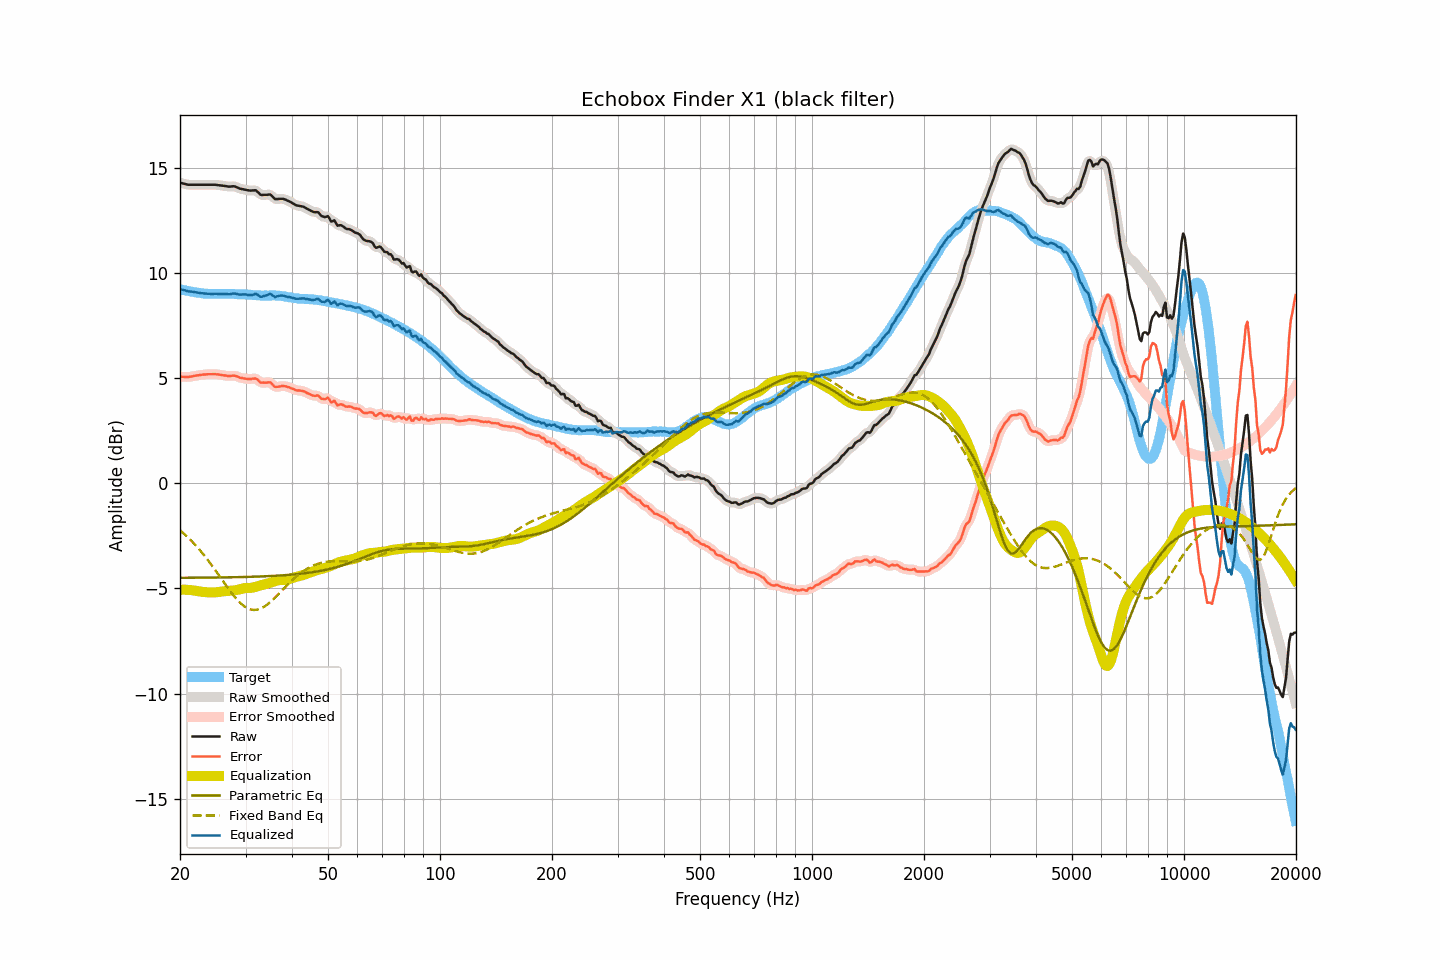 Echobox Finder X1 (black filter)
15
10
5
0
−5
−10
−15
Amplitude (dBr)
Target
Raw Smoothed
Error Smoothed
Raw
Error
Equalization
Parametric Eq
Fixed Band Eq
Equalized
20 50 100 200 500 1000 2000 5000 10000 20000
Frequency (Hz)